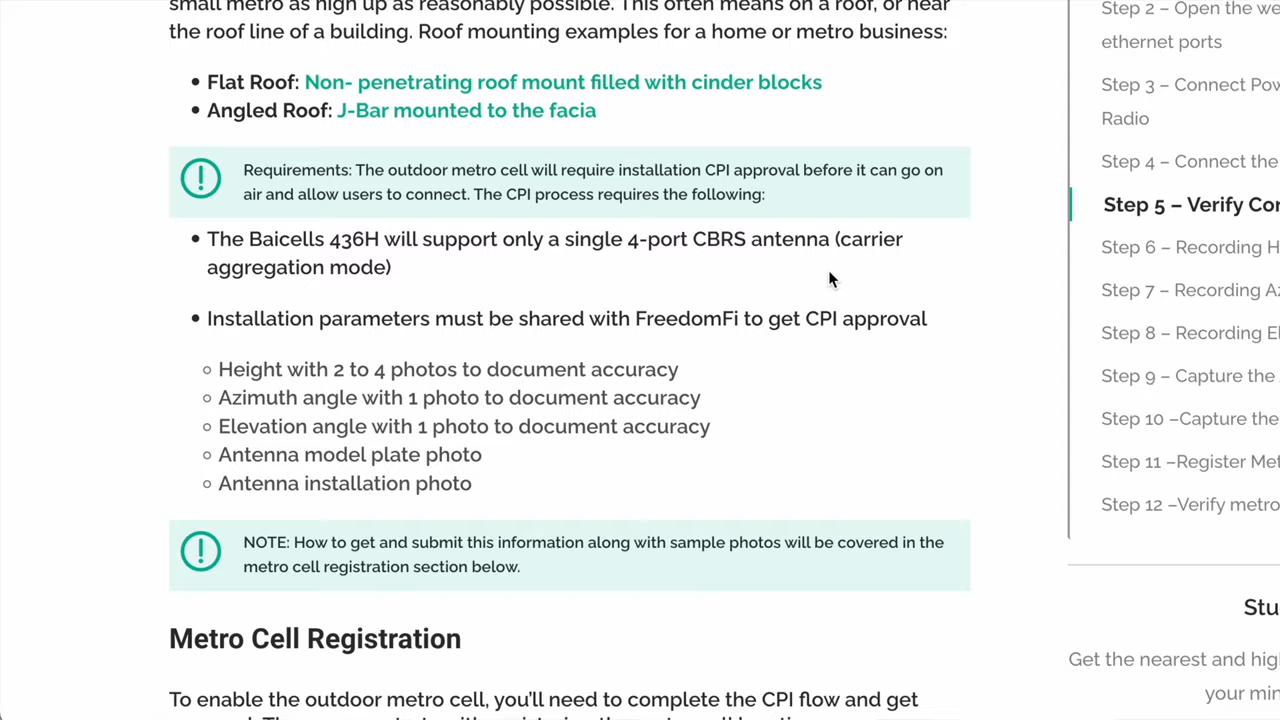 small metro as high up as reasonably possible. This often means on a roof, or near
the roof line of a building. Roof mounting examples for a home or metro business:
• Flat Roof: Non- penetrating roof mount filled with cinder blocks
• Angled Roof: J-Bar mounted to the facia
Requirements: The outdoor metro cell will require installation CPI approval before it can go on
air and allow users to connect. The CPI process requires the following:
• The Baicells 436H will support only a single 4-port CBRS antenna (carrier
aggregation mode)
• Installation parameters must be shared with FreedomFi to get CPI approval
◦ Height with 2 to 4 photos to document accuracy
◦ Azimuth angle with 1 photo to document accuracy
◦ Elevation angle with 1 photo to document accuracy
◦ Antenna model plate photo
◦ Antenna installation photo
NOTE: How to get and submit this information along with sample photos will be covered in the
metro cell registration section below.
Metro Cell Registration
To enable the outdoor metro cell, you'll need to complete the CPI flow and get
Step 2 – Open the we
ethernet ports
Step 3 – Connect Pow
Radio
Step 4 – Connect the
Step 5 – Verify Con
Step 6 – Recording H
Step 7 – Recording Az
Step 8 – Recording El
Step 9 – Capture the
Step 10 –Capture the
Step 11 –Register Met
Step 12 –Verify metro
Stu
Get the nearest and high
your min